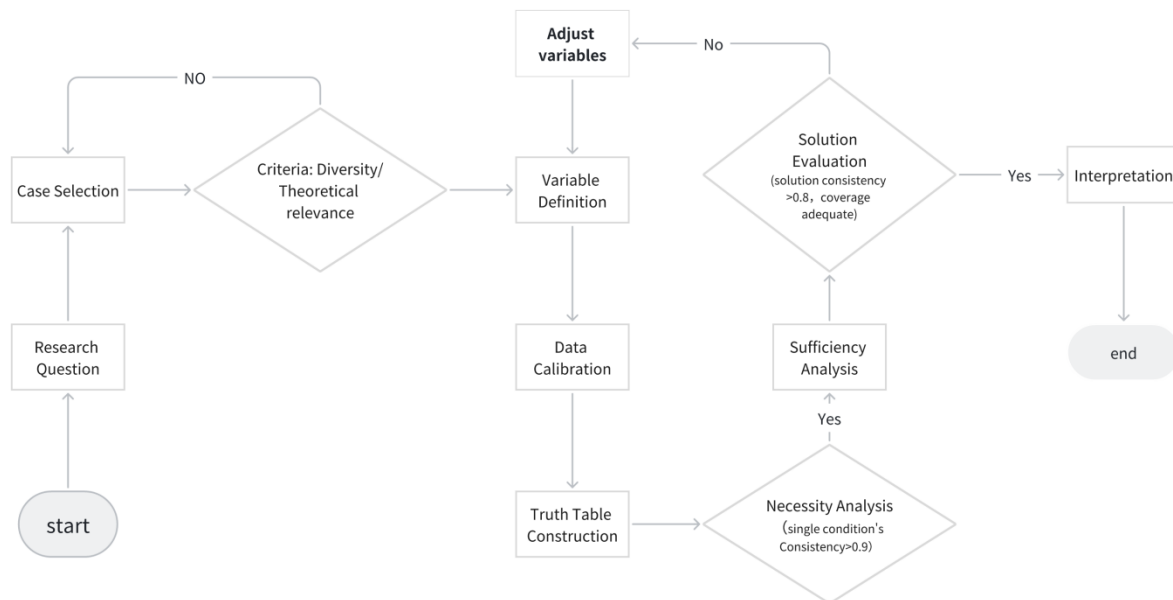 start
Research
Question
Case Selection
NO
Criteria: Diversity/
Theoretical
relevance
Adjust
variables
Variable
Definition
Data
Calibration
Truth Table
Construction
Necessity Analysis
(single condition's
Consistency>0.9)
Yes
Sufficiency
Analysis
Solution
Evaluation
(solution consistency
>0.8, coverage
adequate)
No
Yes
Interpretation
end